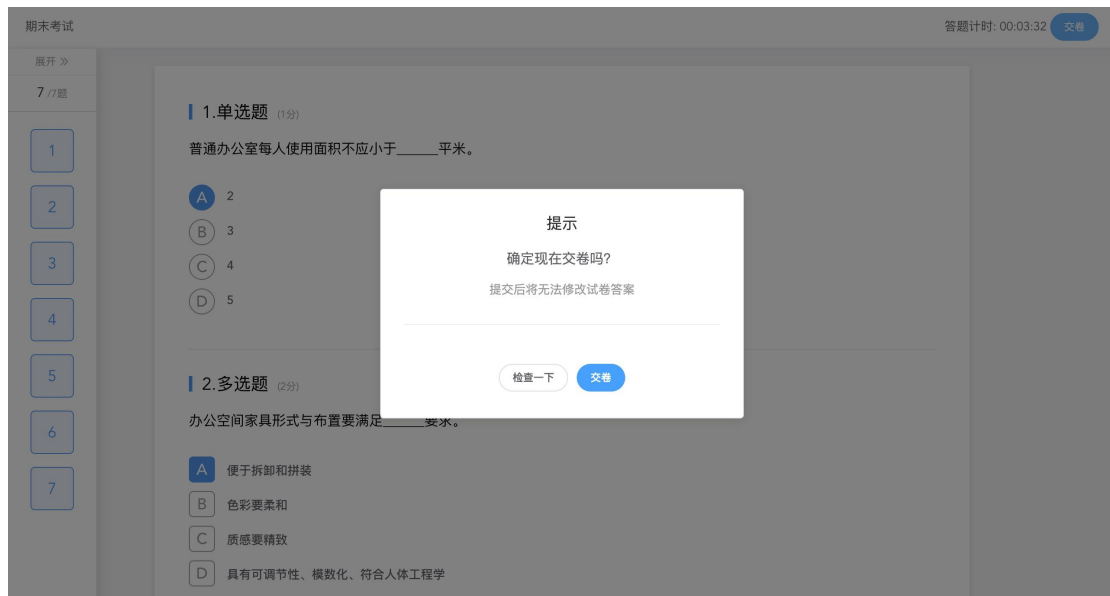 期末考试
答题计时: 00:03:32 交卷
展开 »
7 /7题
1
2
3
4
5
6
7
1.单选题 (1分)
普通办公室每人使用面积不应小于______平米。
A 2
B 3
C 4
D 5
2.多选题 (2分)
办公空间家具形式与布置要满足______要求。
A 便于拆卸和拼装
B 色彩要柔和
C 质感要精致
D 具有可调节性、模数化、符合人体工程学
提示
确定现在交卷吗?
提交后将无法修改试卷答案
检查一下 交卷